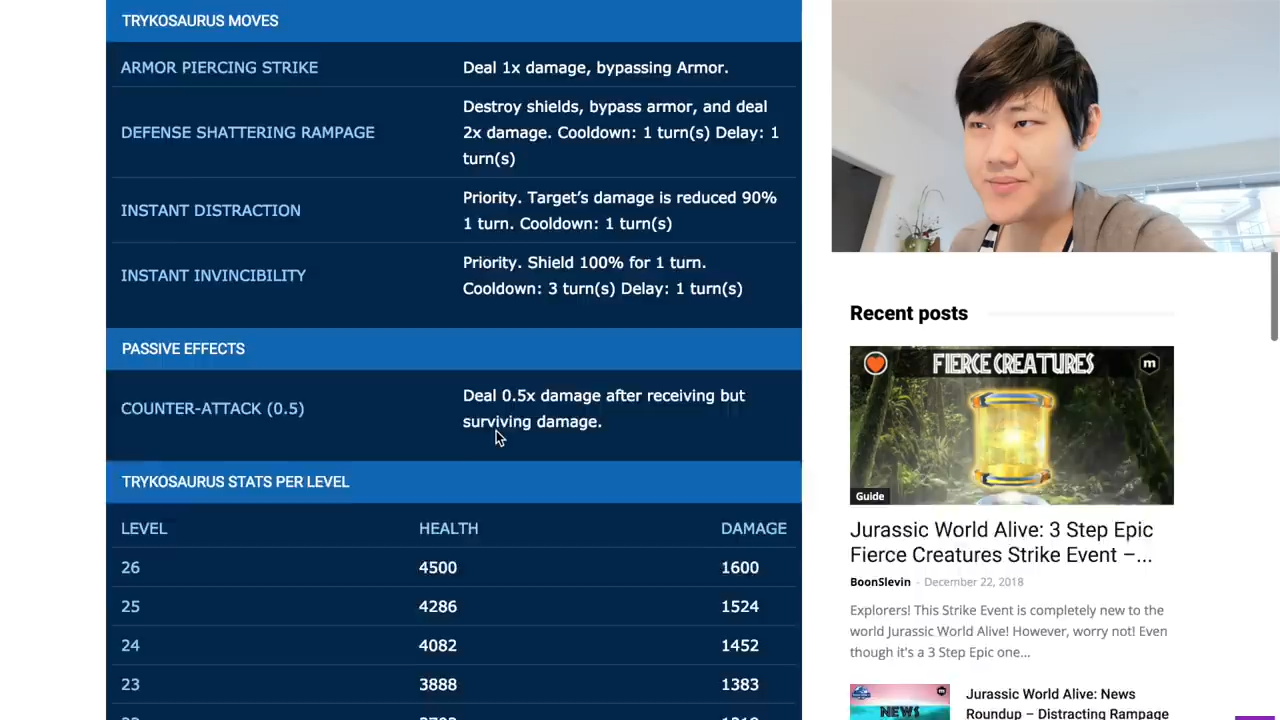 TRYKOSAURUS MOVES
ARMOR PIERCING STRIKE
Deal 1x damage, bypassing Armor.
DEFENSE SHATTERING RAMPAGE
Destroy shields, bypass armor, and deal
2x damage. Cooldown: 1 turn(s) Delay: 1
turn(s)
INSTANT DISTRACTION
Priority. Target’s damage is reduced 90%
1 turn. Cooldown: 1 turn(s)
INSTANT INVINCIBILITY
Priority. Shield 100% for 1 turn.
Cooldown: 3 turn(s) Delay: 1 turn(s)
PASSIVE EFFECTS
COUNTER-ATTACK (0.5)
Deal 0.5x damage after receiving but
surviving damage.
TRYKOSAURUS STATS PER LEVEL
LEVEL HEALTH DAMAGE
26 4500 1600
25 4286 1524
24 4082 1452
23 3888 1383
Recent posts
FIERCE CREATURES
m
Guide
Jurassic World Alive: 3 Step Epic
Fierce Creatures Strike Event –...
BoonSlevin - December 22, 2018
Explorers! This Strike Event is completely new to the
world Jurassic World Alive! However, worry not! Even
though it's a 3 Step Epic one...
NEWS
Jurassic World Alive: News
Roundup – Distracting Rampage